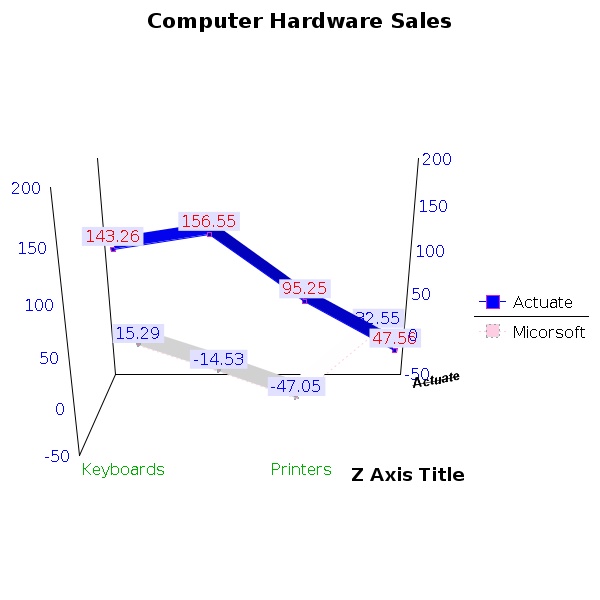 Computer Hardware Sales
200
150
100
50
0
-50
200
150
100
50
0
-50
143.26
156.55
95.25
32.55
47.56
15.29
-14.53
-47.05
Actuate
Keyboards
Printers
Z Axis Title
Actuate
Micorsoft